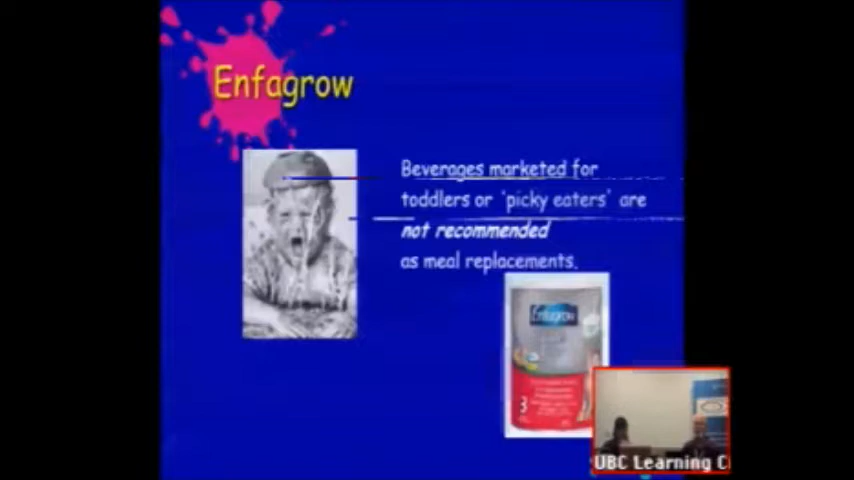 Enfagrow
Beverages marketed for
toddlers or 'picky eaters' are
not recommended
as meal replacements.
Enfagrow
3
UBC Learning C